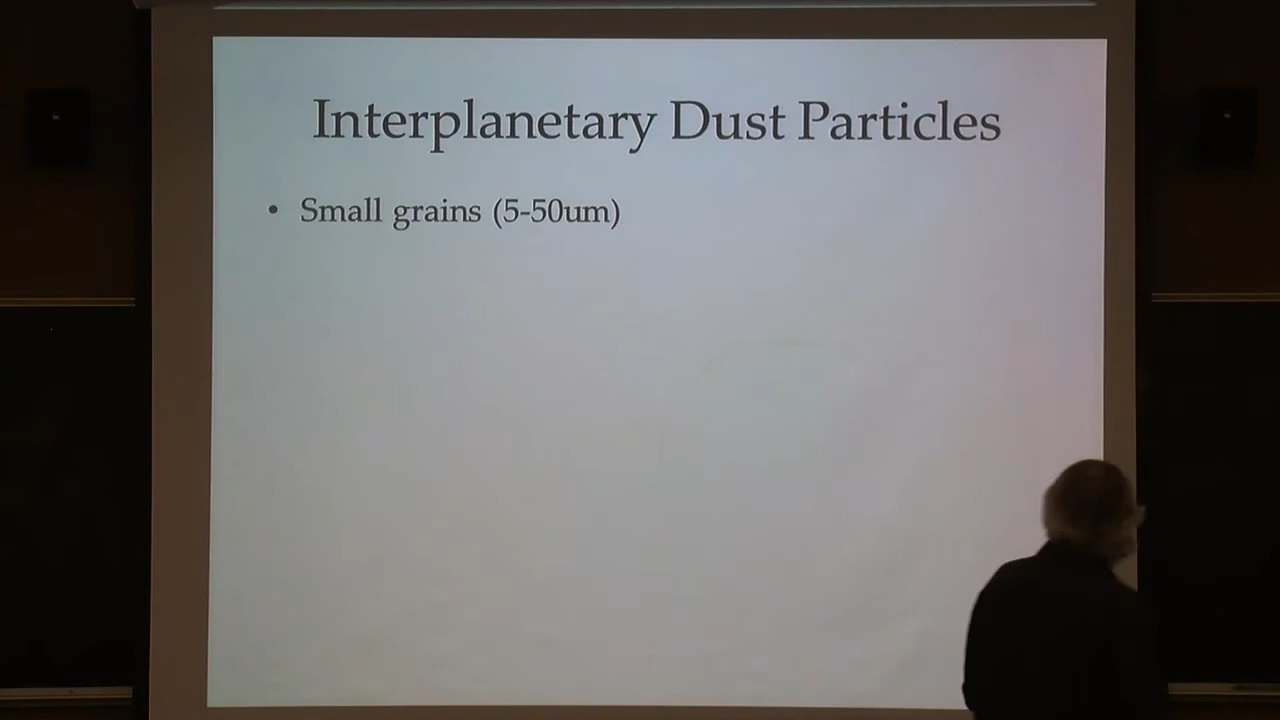 Interplanetary Dust Particles
• Small grains (5-50um)